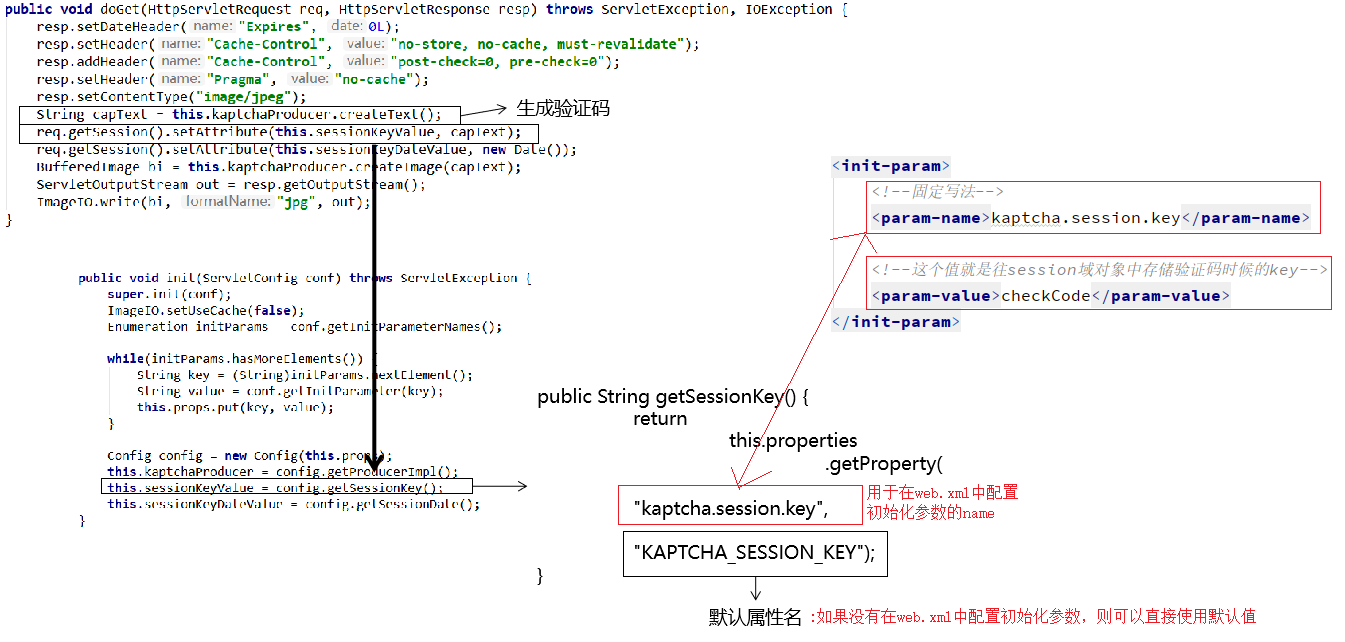 public void doGet(HttpServletRequest req, HttpServletResponse resp) throws ServletException, IOException {
resp.setDateHeader( name: "Expires", date: 0L);
resp.setHeader( name: "Cache-Control", value: "no-store, no-cache, must-revalidate");
resp.addHeader( name: "Cache-Control", value: "post-check=0, pre-check=0");
resp.setHeader( name: "Pragma", value: "no-cache");
resp.setContentType("image/jpeg");
String capText = this.kaptchaProducer.createText();
生成验证码
req.getSession().setAttribute(this.sessionKeyValue, capText);
req.getSession().setAttribute(this.sessionKeyDateValue, new Date());
BufferedImage bi = this.kaptchaProducer.createImage(capText);
ServletOutputStream out = resp.getOutputStream();
ImageIO.write(bi, formatName: "jpg", out);
}
<init-param>
<!--固定写法-->
<param-name>kaptcha.session.key</param-name>
<!--这个值就是往session域对象中存储验证码时候的key-->
<param-value>checkCode</param-value>
</init-param>
public void init(ServletConfig conf) throws ServletException {
super.init(conf);
ImageIO.setUseCache(false);
Enumeration initParams = conf.getInitParameterNames();
while(initParams.hasMoreElements()) {
String key = (String)initParams.nextElement();
String value = conf.getInitParameter(key);
this.props.put(key, value);
}
Config config = new Config(this.props);
this.kaptchaProducer = config.getProducerImpl();
this.sessionKeyValue = config.getSessionKey();
this.sessionKeyDateValue = config.getSessionDate();
}
public String getSessionKey() {
return
this.properties
.getProperty(
"kaptcha.session.key",
用于在web.xml中配置
初始化参数的name
"KAPTCHA_SESSION_KEY");
}
默认属性名 :如果没有在web.xml中配置初始化参数，则可以直接使用默认值